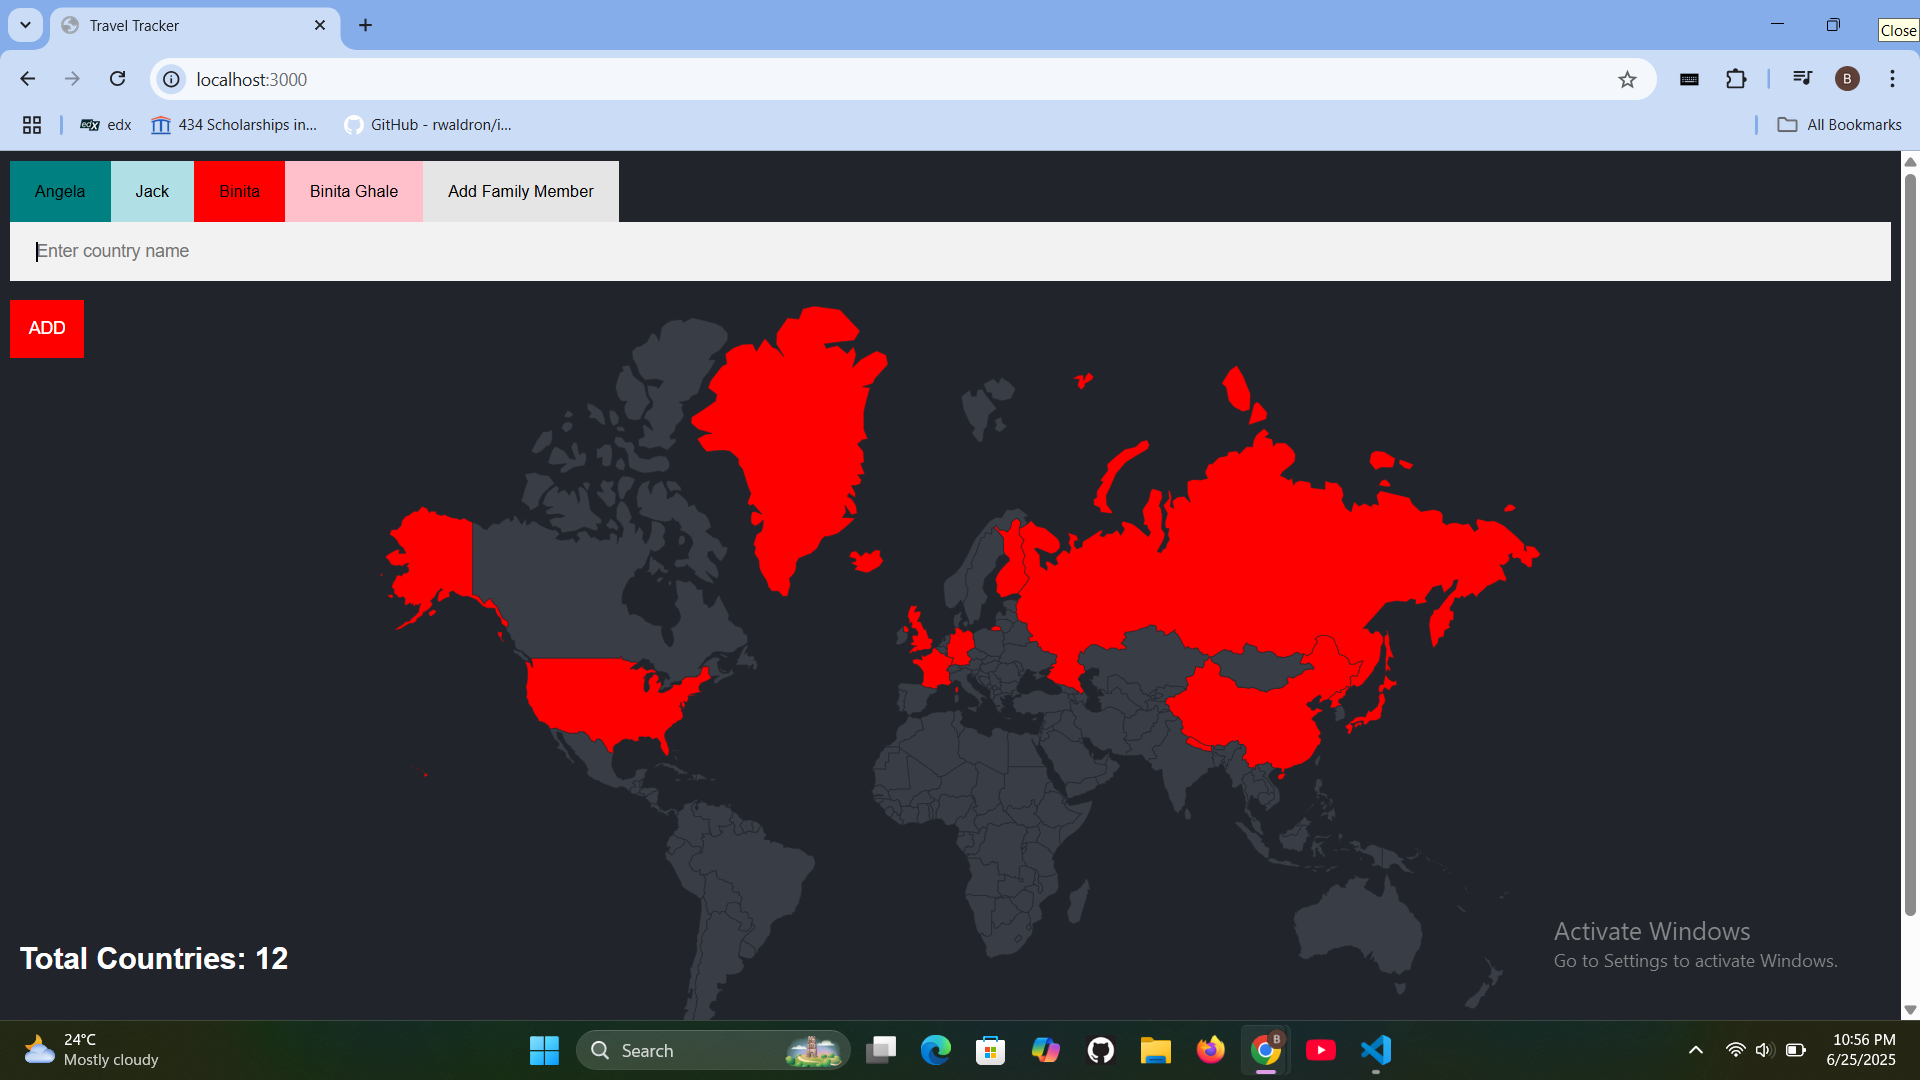 Travel Tracker
Close
localhost:3000
B
edx edx
434 Scholarships in...
GitHub - rwaldron/i...
All Bookmarks
Angela
Jack
Binita
Binita Ghale
Add Family Member
Enter country name
ADD
Total Countries: 12
Activate Windows
Go to Settings to activate Windows.
24°C
Mostly cloudy
Search
B
10:56 PM
6/25/2025